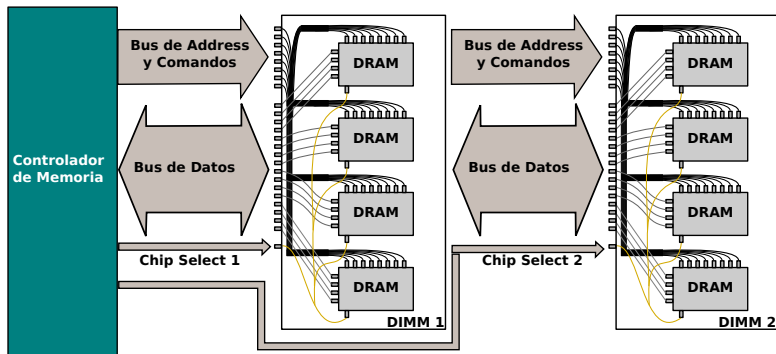 Controlador
de Memoria
Bus de Address
y Comandos
Bus de Datos
Chip Select 1
DRAM
DRAM
DRAM
DRAM
DIMM 1
Bus de Address
y Comandos
Bus de Datos
Chip Select 2
DRAM
DRAM
DRAM
DRAM
DIMM 2